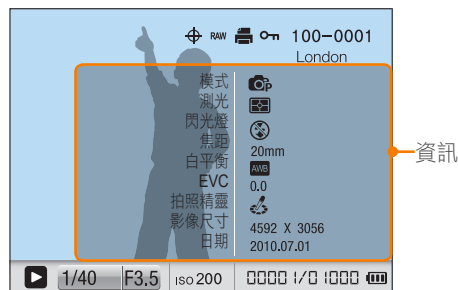 RAW 100-0001
London
模式 P
測光
閃光燈
焦距 20mm
白平衡 AWB
EVC 0.0
拍照精靈
影像尺寸 4592 X 3056
日期 2010.07.01
資訊
1/40 F3.5 ISO 200 0000 1/0 1000